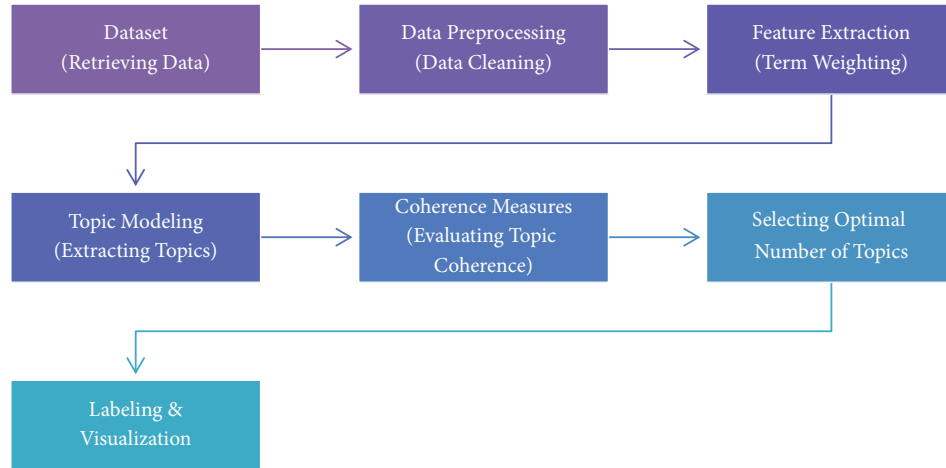 Dataset
(Retrieving Data)
Data Preprocessing
(Data Cleaning)
Feature Extraction
(Term Weighting)
Topic Modeling
(Extracting Topics)
Coherence Measures
(Evaluating Topic
Coherence)
Selecting Optimal
Number of Topics
Labeling &
Visualization